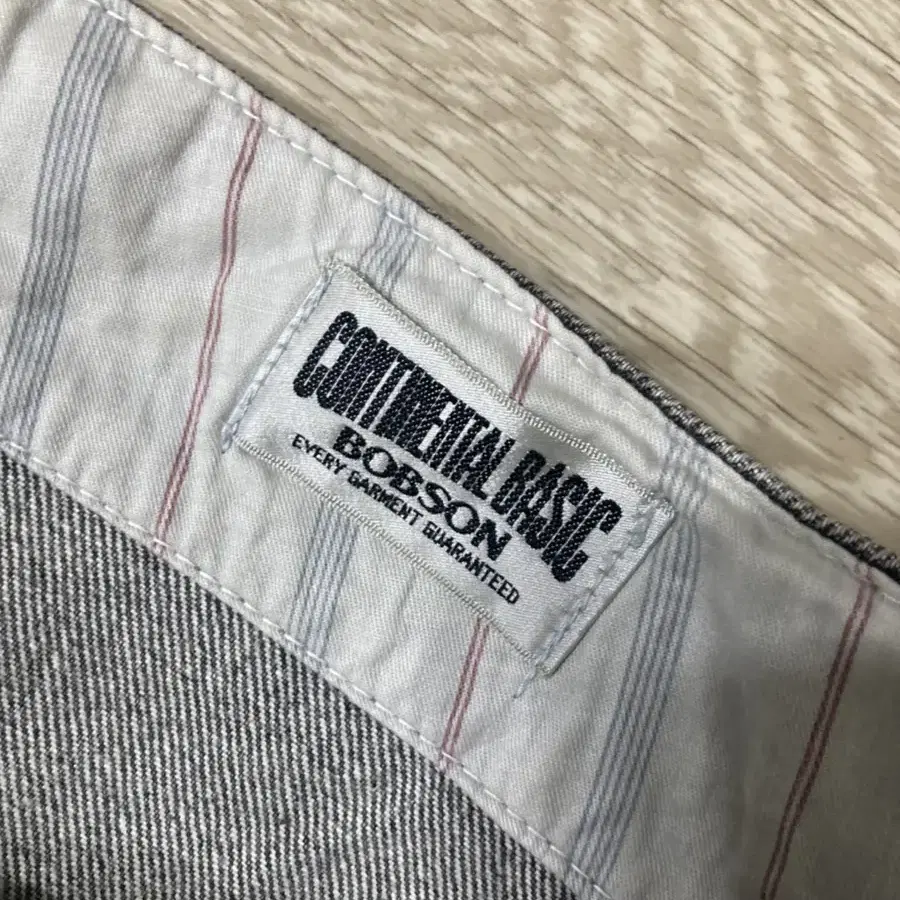 CONTINENTAL BASIC
BOBSON
EVERY GARMENT GUARANTEED